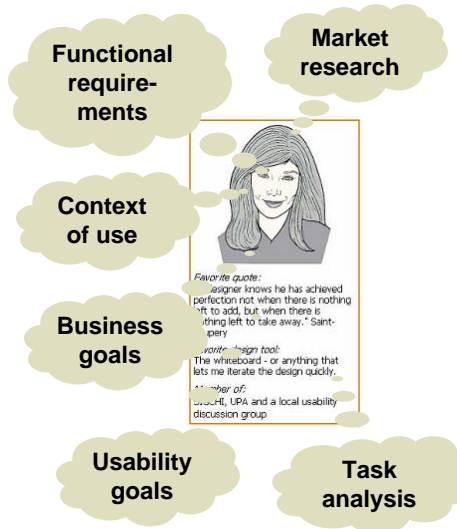 Functional
require-
ments
Market
research
Context
of use
Business
goals
Usability
goals
Task
analysis
Favorite quote:
designer knows he has achieved
perfection not when there is nothing
left to add, but when there is
nothing left to take away." Saint-
Favorite design tool:
The whiteboard - or anything that
lets me iterate the design quickly.
Member of:
UPA and a local usability
discussion group